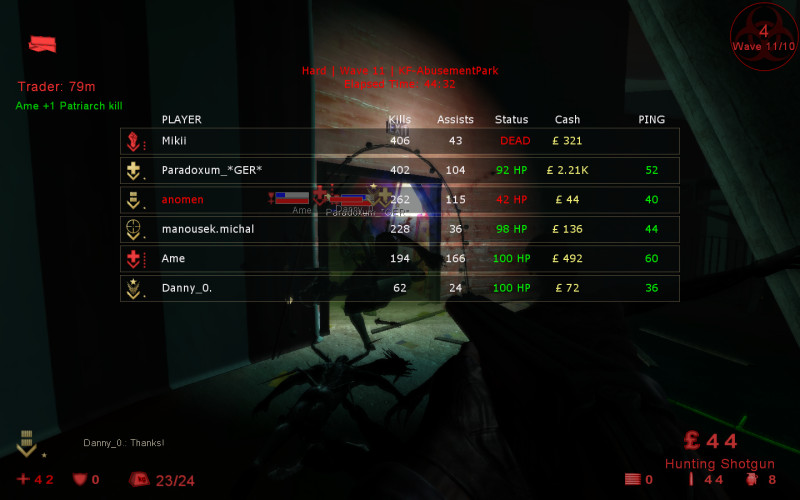 4
Wave 11/10
Trader: 79m
Ame +1 Patriarch kill
Hard | Wave 11 | KF-AbusementPark
Elapsed Time: 44:32
PLAYER Kills Assists Status Cash PING
Mikii 406 43 DEAD £ 321
Paradoxum_*GER* 402 104 92 HP £ 2.21K 52
anomen 262 115 42 HP £ 44 40
Ame Danny_0.
Paradoxum_*GER*
manousek.michal 228 36 98 HP £ 136 44
Ame 194 166 100 HP £ 492 60
Danny_0. 62 24 100 HP £ 72 36
Danny_0.: Thanks!
£ 44
Hunting Shotgun
42 0 23/24 0 44 8